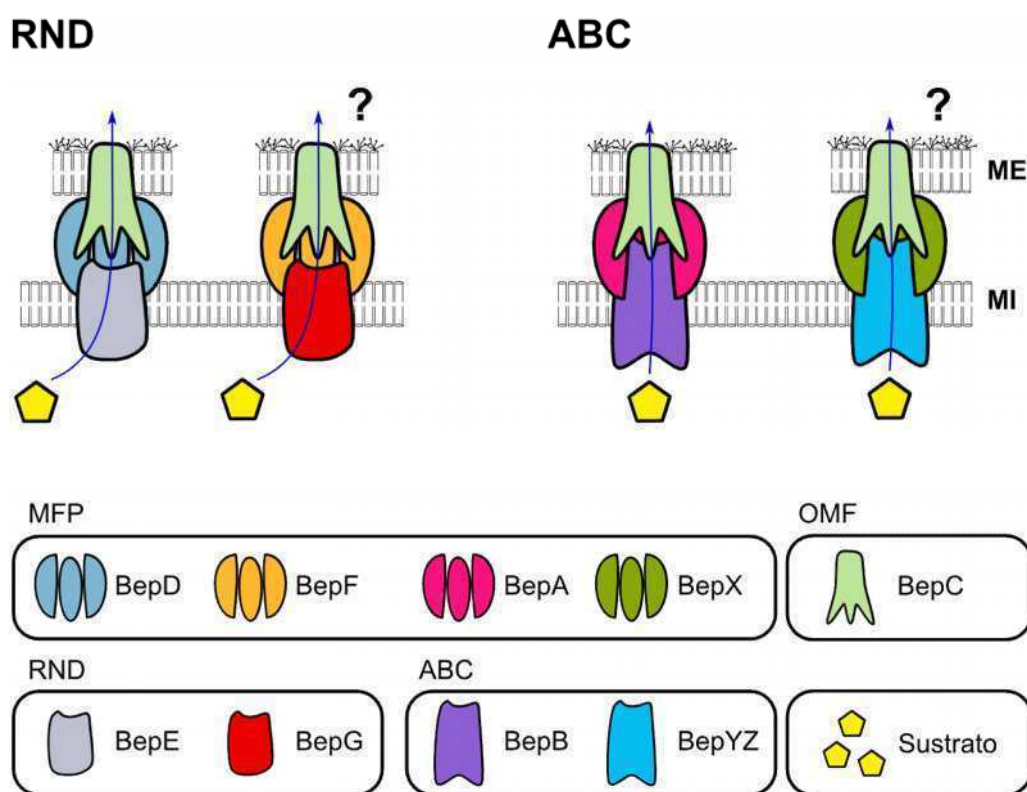 RND
ABC
?
?
ME
MI
MFP
OMF
BepD
BepF
BepA
BepX
BepC
RND
ABC
BepE
BepG
BepB
BepYZ
Sustrato